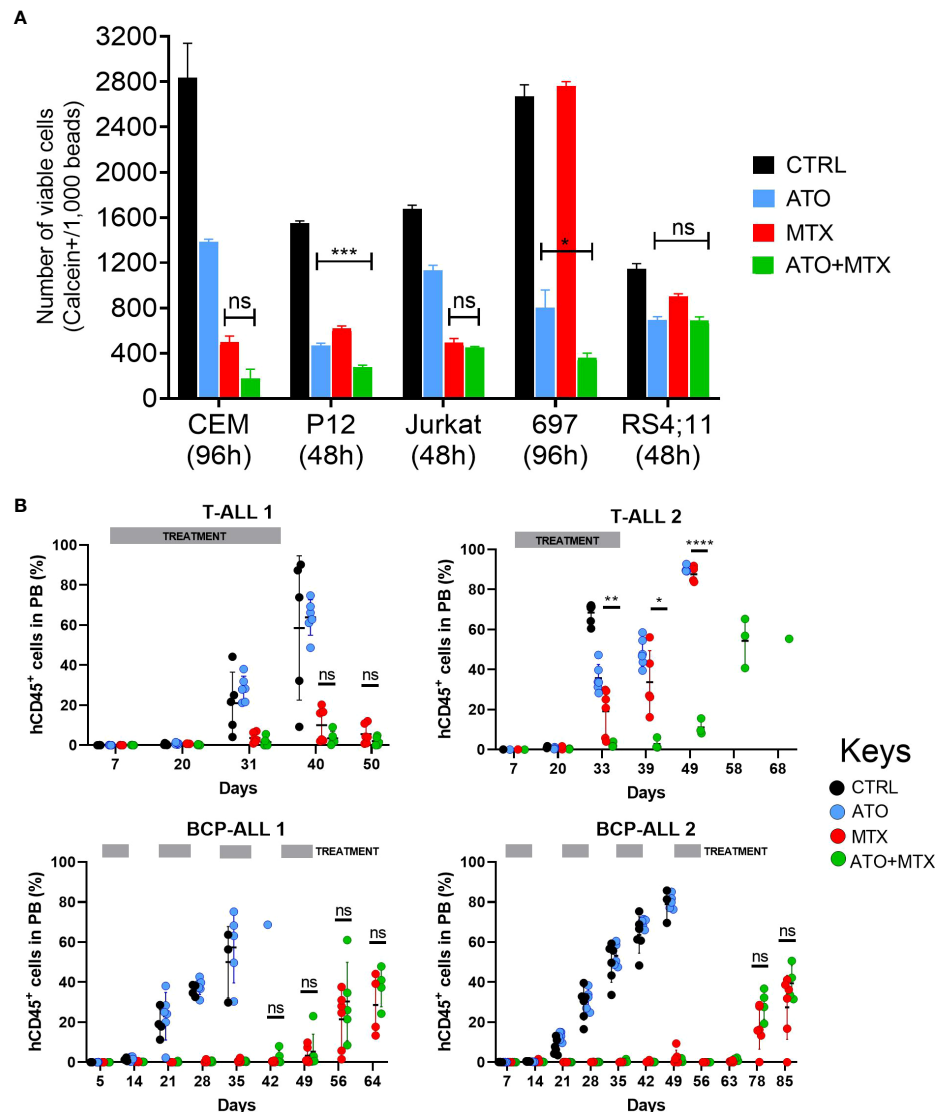 A
Number of viable cells
(Calcein+/1,000 beads)
3200
2800
2400
2000
1600
1200
800
400
0
ns
***
ns
*
ns
CTRL
ATO
MTX
ATO+MTX
CEM P12 Jurkat 697 RS4;11
(96h) (48h) (48h) (96h) (48h)
B
T-ALL 1
TREATMENT
hCD45+ cells in PB (%)
100
80
60
40
20
0
ns ns
7 20 31 40 50
Days
T-ALL 2
TREATMENT
hCD45+ cells in PB (%)
100
80
60
40
20
0
** * ****
7 20 33 39 49 58 68
Days
Keys
CTRL
ATO
MTX
ATO+MTX
BCP-ALL 1
TREATMENT
hCD45+ cells in PB (%)
100
80
60
40
20
0
ns ns ns ns
5 14 21 28 35 42 49 56 64
Days
BCP-ALL 2
TREATMENT
hCD45+ cells in PB (%)
100
80
60
40
20
0
ns ns
7 14 21 28 35 42 49 56 63 78 85
Days